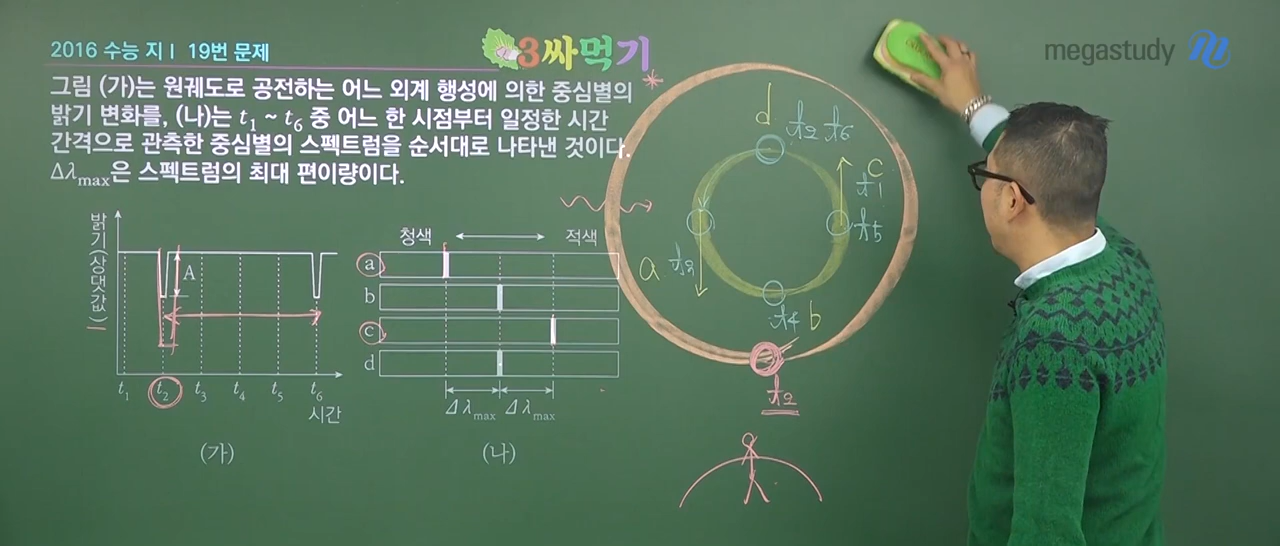 2016 수능 지Ⅰ 19번 문제
3싸먹기
megastudy
그림 (가)는 원궤도로 공전하는 어느 외계 행성에 의한 중심별의
밝기 변화를, (나)는 t₁ ~ t₆ 중 어느 한 시점부터 일정한 시간
간격으로 관측한 중심별의 스펙트럼을 순서대로 나타낸 것이다.
Δλmax은 스펙트럼의 최대 편이량이다.
밝기(상댓값)
A
t₁ t₂ t₃ t₄ t₅ t₆
시간
(가)
청색 적색
a
b
c
d
Δλmax Δλmax
(나)
d t₂ t₆
c
t₁
t₅
a t₃
t₄ b
t₂